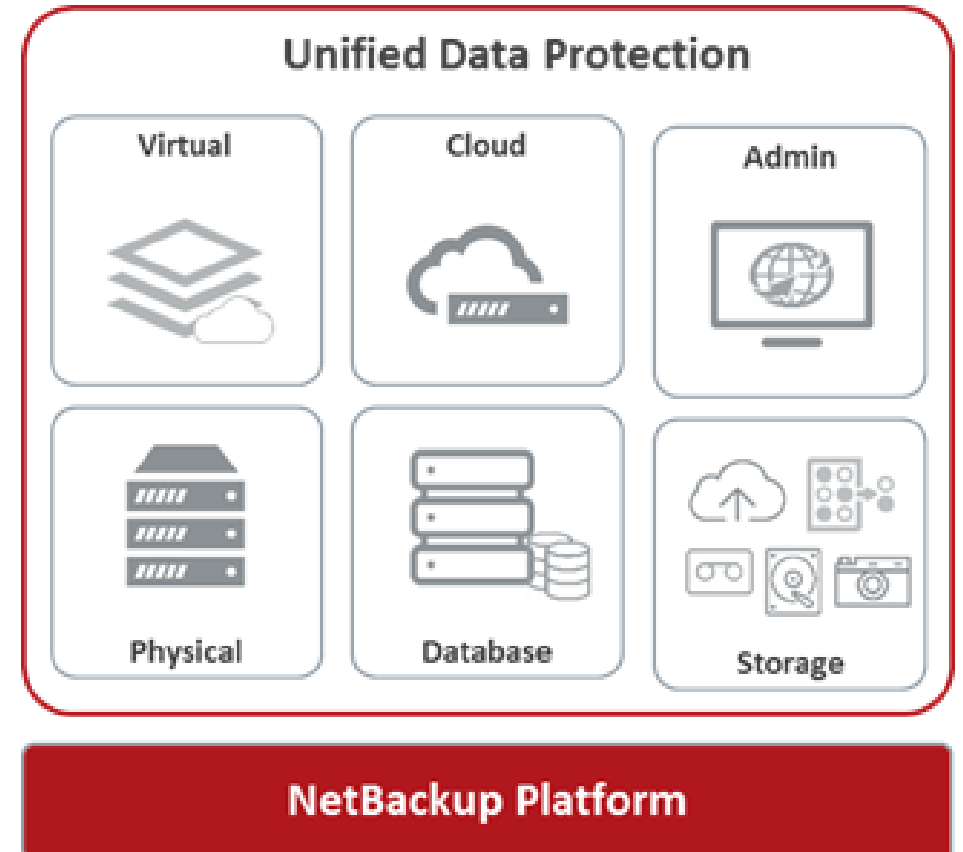 Unified Data Protection
Virtual
Cloud
Admin
Physical
Database
Storage
NetBackup Platform